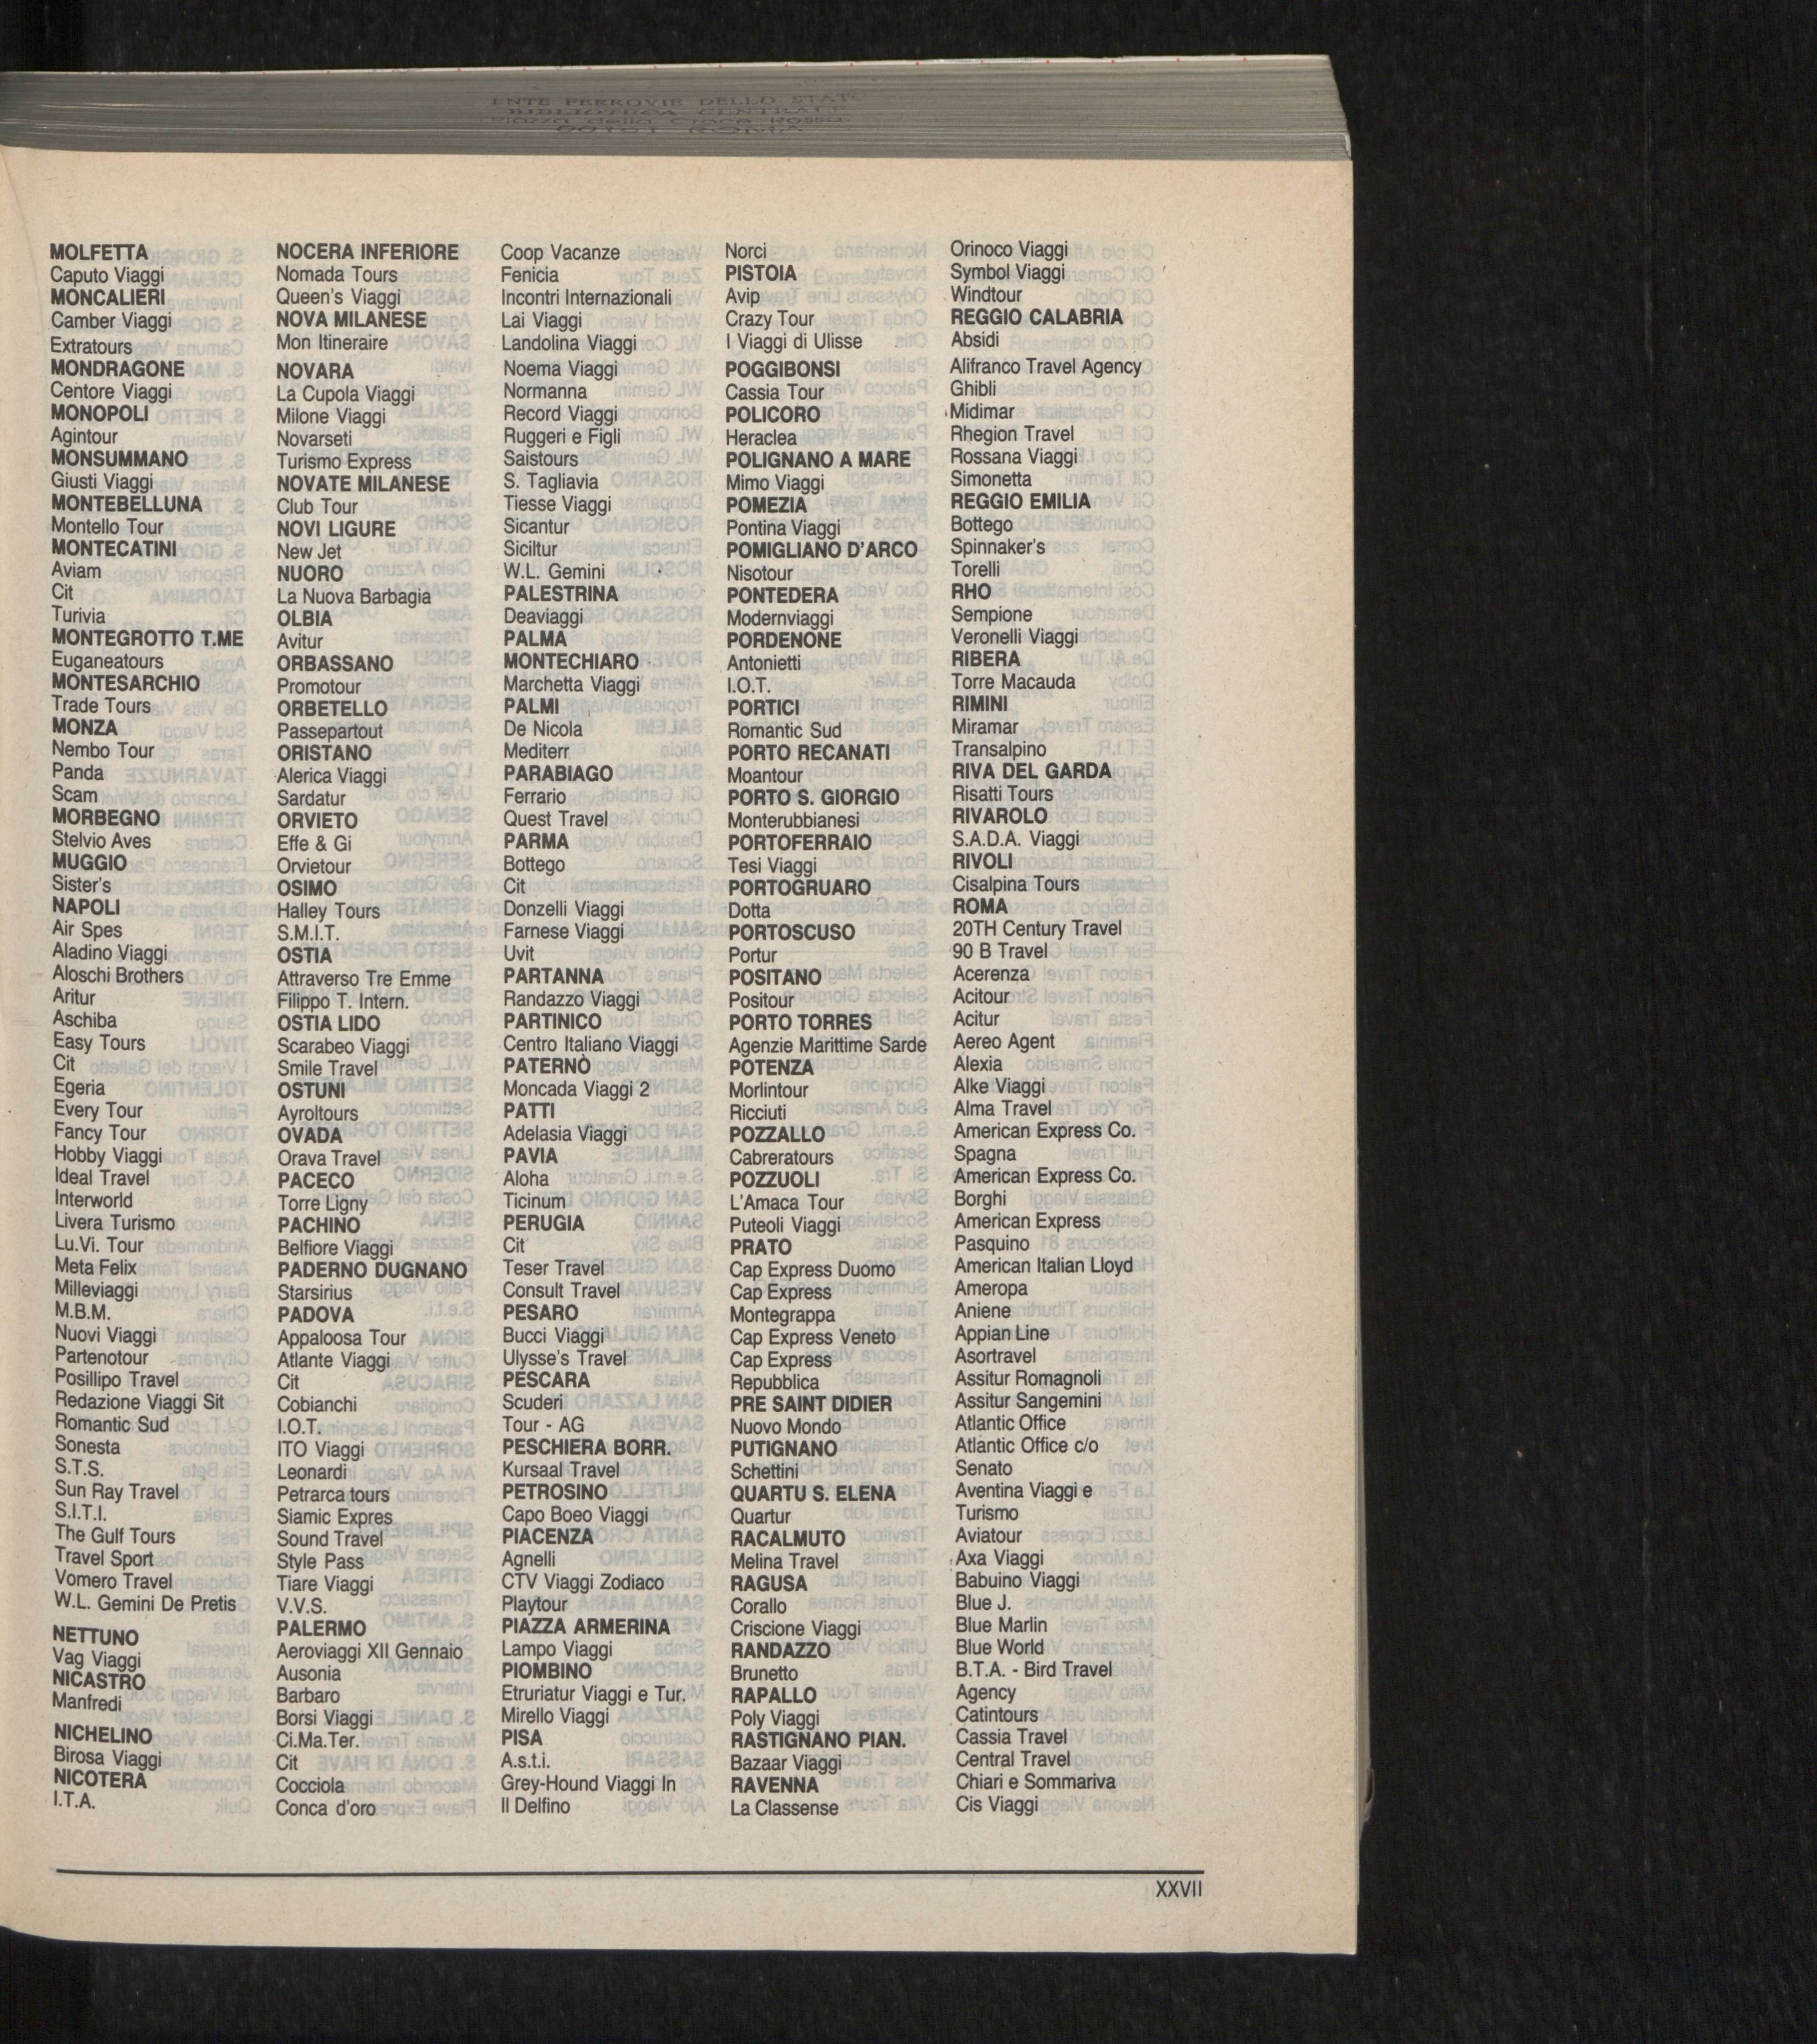 ENTE FERROVIE DELLO STAT
BIBLIOTECA CENTRALE
Piazza della Croce Rossa
00161 ROMA
MOLFETTA
Caputo Viaggi
MONCALIERI
Camber Viaggi
Extratours
MONDRAGONE
Centore Viaggi
MONOPOLI
Agintour
MONSUMMANO
Giusti Viaggi
MONTEBELLUNA
Montello Tour
MONTECATINI
Aviam
Cit
Turivia
MONTEGROTTO T.ME
Euganeatours
MONTESARCHIO
Trade Tours
MONZA
Nembo Tour
Panda
Scam
MORBEGNO
Stelvio Aves
MUGGIO
Sister's
NAPOLI
Air Spes
Aladino Viaggi
Aloschi Brothers
Aritur
Aschiba
Easy Tours
Cit
Egeria
Every Tour
Fancy Tour
Hobby Viaggi
Ideal Travel
Interworld
Livera Turismo
Lu.Vi. Tour
Meta Felix
Milleviaggi
M.B.M.
Nuovi Viaggi
Partenotour
Posillipo Travel
Redazione Viaggi Sit
Romantic Sud
Sonesta
S.T.S.
Sun Ray Travel
S.I.T.I.
The Gulf Tours
Travel Sport
Vomero Travel
W.L. Gemini De Pretis
NETTUNO
Vag Viaggi
NICASTRO
Manfredi
NICHELINO
Birosa Viaggi
NICOTERA
I.T.A.
NOCERA INFERIORE
Nomada Tours
Queen's Viaggi
NOVA MILANESE
Mon Itineraire
NOVARA
La Cupola Viaggi
Milone Viaggi
Novarseti
Turismo Express
NOVATE MILANESE
Club Tour
NOVI LIGURE
New Jet
NUORO
La Nuova Barbagia
OLBIA
Avitur
ORBASSANO
Promotour
ORBETELLO
Passepartout
ORISTANO
Alerica Viaggi
Sardatur
ORVIETO
Effe & Gi
Orvietour
OSIMO
Halley Tours
S.M.I.T.
OSTIA
Attraverso Tre Emme
Filippo T. Intern.
OSTIA LIDO
Scarabeo Viaggi
Smile Travel
OSTUNI
Ayroltours
OVADA
Orava Travel
PACECO
Torre Ligny
PACHINO
Belfiore Viaggi
PADERNO DUGNANO
Starsirius
PADOVA
Appaloosa Tour
Atlante Viaggi
Cit
Cobianchi
I.O.T.
ITO Viaggi
Leonardi
Petrarca tours
Siamic Expres
Sound Travel
Style Pass
Tiare Viaggi
V.V.S.
PALERMO
Aeroviaggi XII Gennaio
Ausonia
Barbaro
Borsi Viaggi
Ci.Ma.Ter.
Cit
Cocciola
Conca d'oro
Coop Vacanze
Fenicia
Incontri Internazionali
Lai Viaggi
Landolina Viaggi
Noema Viaggi
Normanna
Record Viaggi
Ruggeri e Figli
Saistours
S. Tagliavia
Tiesse Viaggi
Sicantur
Siciltur
W.L. Gemini
PALESTRINA
Deaviaggi
PALMA
MONTECHIARO
Marchetta Viaggi
PALMI
De Nicola
Mediterr
PARABIAGO
Ferrario
Quest Travel
PARMA
Bottego
Cit
Donzelli Viaggi
Farnese Viaggi
Uvit
PARTANNA
Randazzo Viaggi
PARTINICO
Centro Italiano Viaggi
PATERNÒ
Moncada Viaggi 2
PATTI
Adelasia Viaggi
PAVIA
Aloha
Ticinum
PERUGIA
Cit
Teser Travel
Consult Travel
PESARO
Bucci Viaggi
Ulysse's Travel
PESCARA
Scuderi
Tour - AG
PESCHIERA BORR.
Kursaal Travel
PETROSINO
Capo Boeo Viaggi
PIACENZA
Agnelli
CTV Viaggi Zodiaco
Playtour
PIAZZA ARMERINA
Lampo Viaggi
PIOMBINO
Etruriatur Viaggi e Tur.
Mirello Viaggi
PISA
A.s.t.i.
Grey-Hound Viaggi In
Il Delfino
Norci
PISTOIA
Avip
Crazy Tour
I Viaggi di Ulisse
POGGIBONSI
Cassia Tour
POLICORO
Heraclea
POLIGNANO A MARE
Mimo Viaggi
POMEZIA
Pontina Viaggi
POMIGLIANO D'ARCO
Nisotour
PONTEDERA
Modernviaggi
PORDENONE
Antonietti
I.O.T.
PORTICI
Romantic Sud
PORTO RECANATI
Moantour
PORTO S. GIORGIO
Monterubbianesi
PORTOFERRAIO
Tesi Viaggi
PORTOGRUARO
Dotta
PORTOSCUSO
Portur
POSITANO
Positour
PORTO TORRES
Agenzie Marittime Sarde
POTENZA
Morlintour
Ricciuti
POZZALLO
Cabreratours
POZZUOLI
L'Amaca Tour
Puteoli Viaggi
PRATO
Cap Express Duomo
Cap Express
Montegrappa
Cap Express Veneto
Cap Express
Repubblica
PRE SAINT DIDIER
Nuovo Mondo
PUTIGNANO
Schettini
QUARTU S. ELENA
Quartur
RACALMUTO
Melina Travel
RAGUSA
Corallo
Criscione Viaggi
RANDAZZO
Brunetto
RAPALLO
Poly Viaggi
RASTIGNANO PIAN.
Bazaar Viaggi
RAVENNA
La Classense
Orinoco Viaggi
Symbol Viaggi
Windtour
REGGIO CALABRIA
Absidi
Alifranco Travel Agency
Ghibli
Midimar
Rhegion Travel
Rossana Viaggi
Simonetta
REGGIO EMILIA
Bottego
Spinnaker's
Torelli
RHO
Sempione
Veronelli Viaggi
RIBERA
Torre Macauda
RIMINI
Miramar
Transalpino
RIVA DEL GARDA
Risatti Tours
RIVAROLO
S.A.D.A. Viaggi
RIVOLI
Cisalpina Tours
ROMA
20TH Century Travel
90 B Travel
Acerenza
Acitour
Acitur
Aereo Agent
Alexia
Alke Viaggi
Alma Travel
American Express Co.
Spagna
American Express Co.
Borghi
American Express
Pasquino
American Italian Lloyd
Ameropa
Aniene
Appian Line
Asortravel
Assitur Romagnoli
Assitur Sangemini
Atlantic Office
Atlantic Office c/o
Senato
Aventina Viaggi e
Turismo
Aviatour
Axa Viaggi
Babuino Viaggi
Blue J.
Blue Marlin
Blue World
B.T.A. - Bird Travel
Agency
Catintours
Cassia Travel
Central Travel
Chiari e Sommariva
Cis Viaggi
XXVII